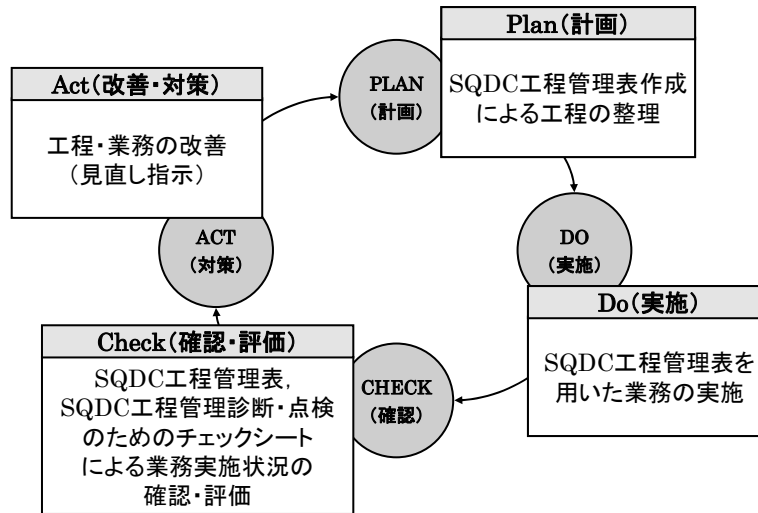 Plan(計画)
SQDC工程管理表作成
による工程の整理
PLAN
(計画)
Act(改善・対策)
工程・業務の改善
(見直し指示)
ACT
(対策)
DO
(実施)
Do(実施)
SQDC工程管理表を
用いた業務の実施
CHECK
(確認)
Check(確認・評価)
SQDC工程管理表,
SQDC工程管理診断・点検
のためのチェックシート
による業務実施状況の
確認・評価